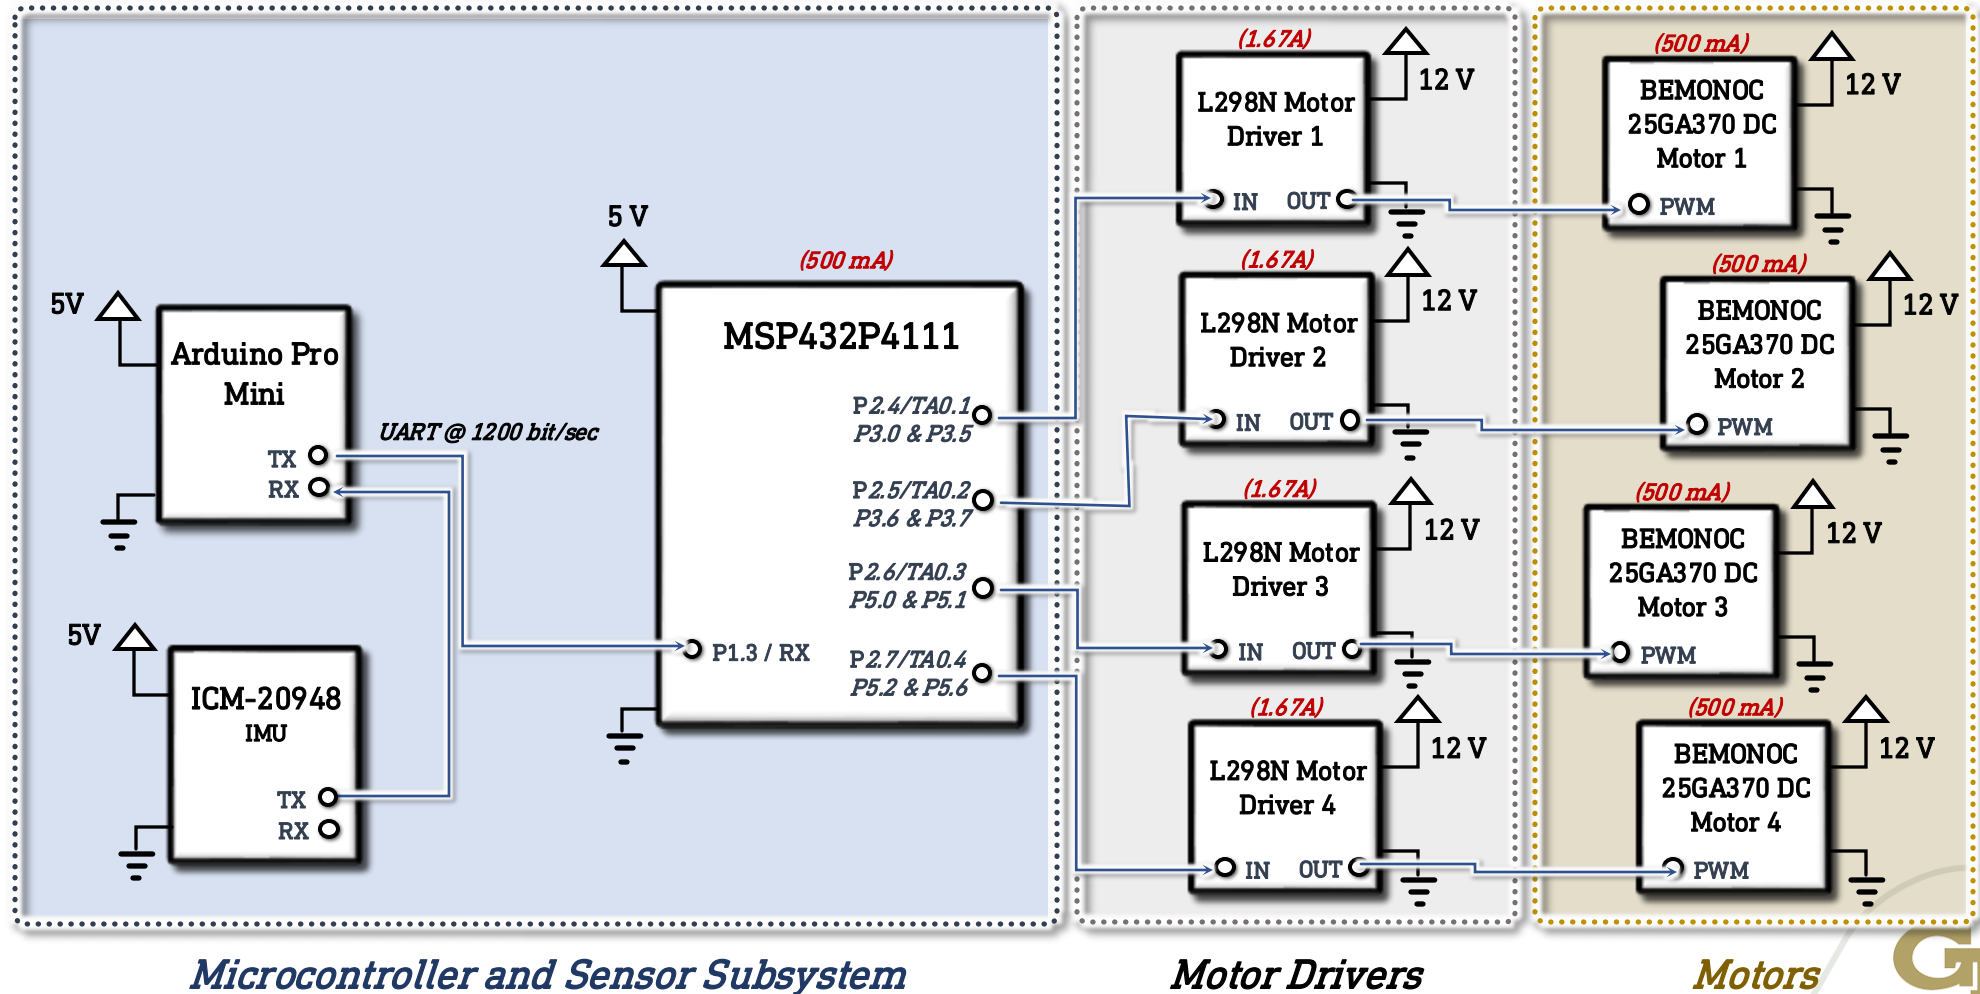 5V
Arduino Pro
Mini
TX
RX
UART @ 1200 bit/sec
5V
ICM-20948
IMU
TX
RX
5 V
(500 mA)
MSP432P4111
P2.4/TA0.1
P3.0 & P3.5
P2.5/TA0.2
P3.6 & P3.7
P2.6/TA0.3
P5.0 & P5.1
P1.3 / RX
P2.7/TA0.4
P5.2 & P5.6
(1.67A)
12 V
L298N Motor
Driver 1
IN OUT
(1.67A)
12 V
L298N Motor
Driver 2
IN OUT
(1.67A)
12 V
L298N Motor
Driver 3
IN OUT
(1.67A)
12 V
L298N Motor
Driver 4
IN OUT
(500 mA)
12 V
BEMONOC
25GA370 DC
Motor 1
PWM
(500 mA)
12 V
BEMONOC
25GA370 DC
Motor 2
PWM
(500 mA)
12 V
BEMONOC
25GA370 DC
Motor 3
PWM
(500 mA)
12 V
BEMONOC
25GA370 DC
Motor 4
PWM
Microcontroller and Sensor Subsystem
Motor Drivers
Motors